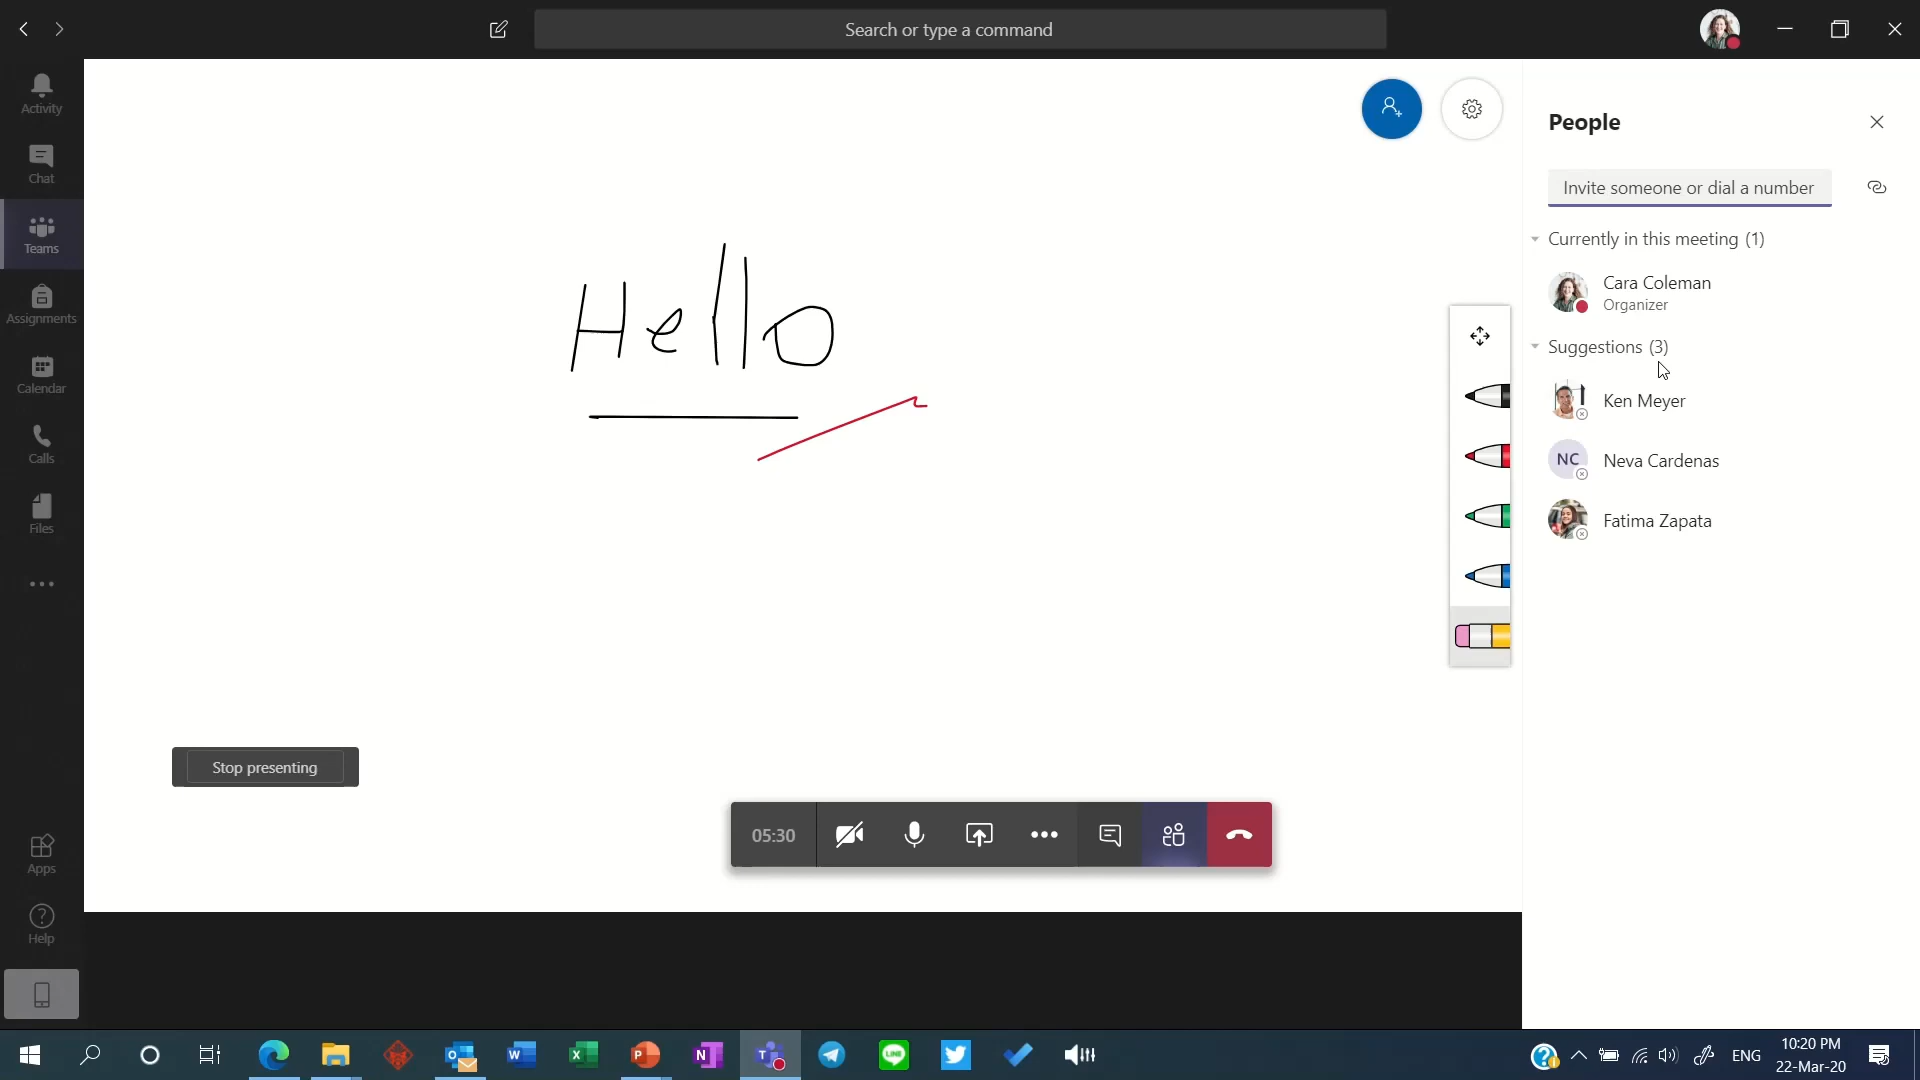 Search or type a command
Activity
Chat
Teams
Assignments
Calendar
Calls
Files
Apps
Help
Hello
Stop presenting
05:30
People
Invite someone or dial a number
Currently in this meeting (1)
Cara Coleman
Organizer
Suggestions (3)
Ken Meyer
NC
Neva Cardenas
Fatima Zapata
ENG
10:20 PM
22-Mar-20